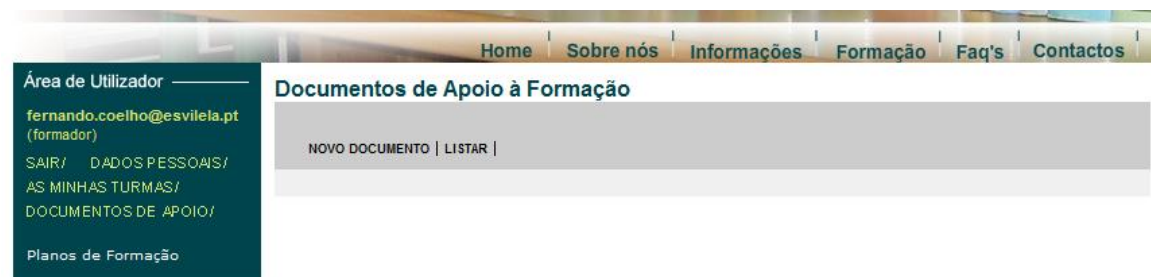 Home Sobre nós Informações Formação Faq's Contactos
Área de Utilizador
fernando.coelho@esvilela.pt
(formador)
SAIR/ DADOS PESSOAIS/
AS MINHAS TURMAS/
DOCUMENTOS DE APOIO/
Planos de Formação
Documentos de Apoio à Formação
NOVO DOCUMENTO | LISTAR |